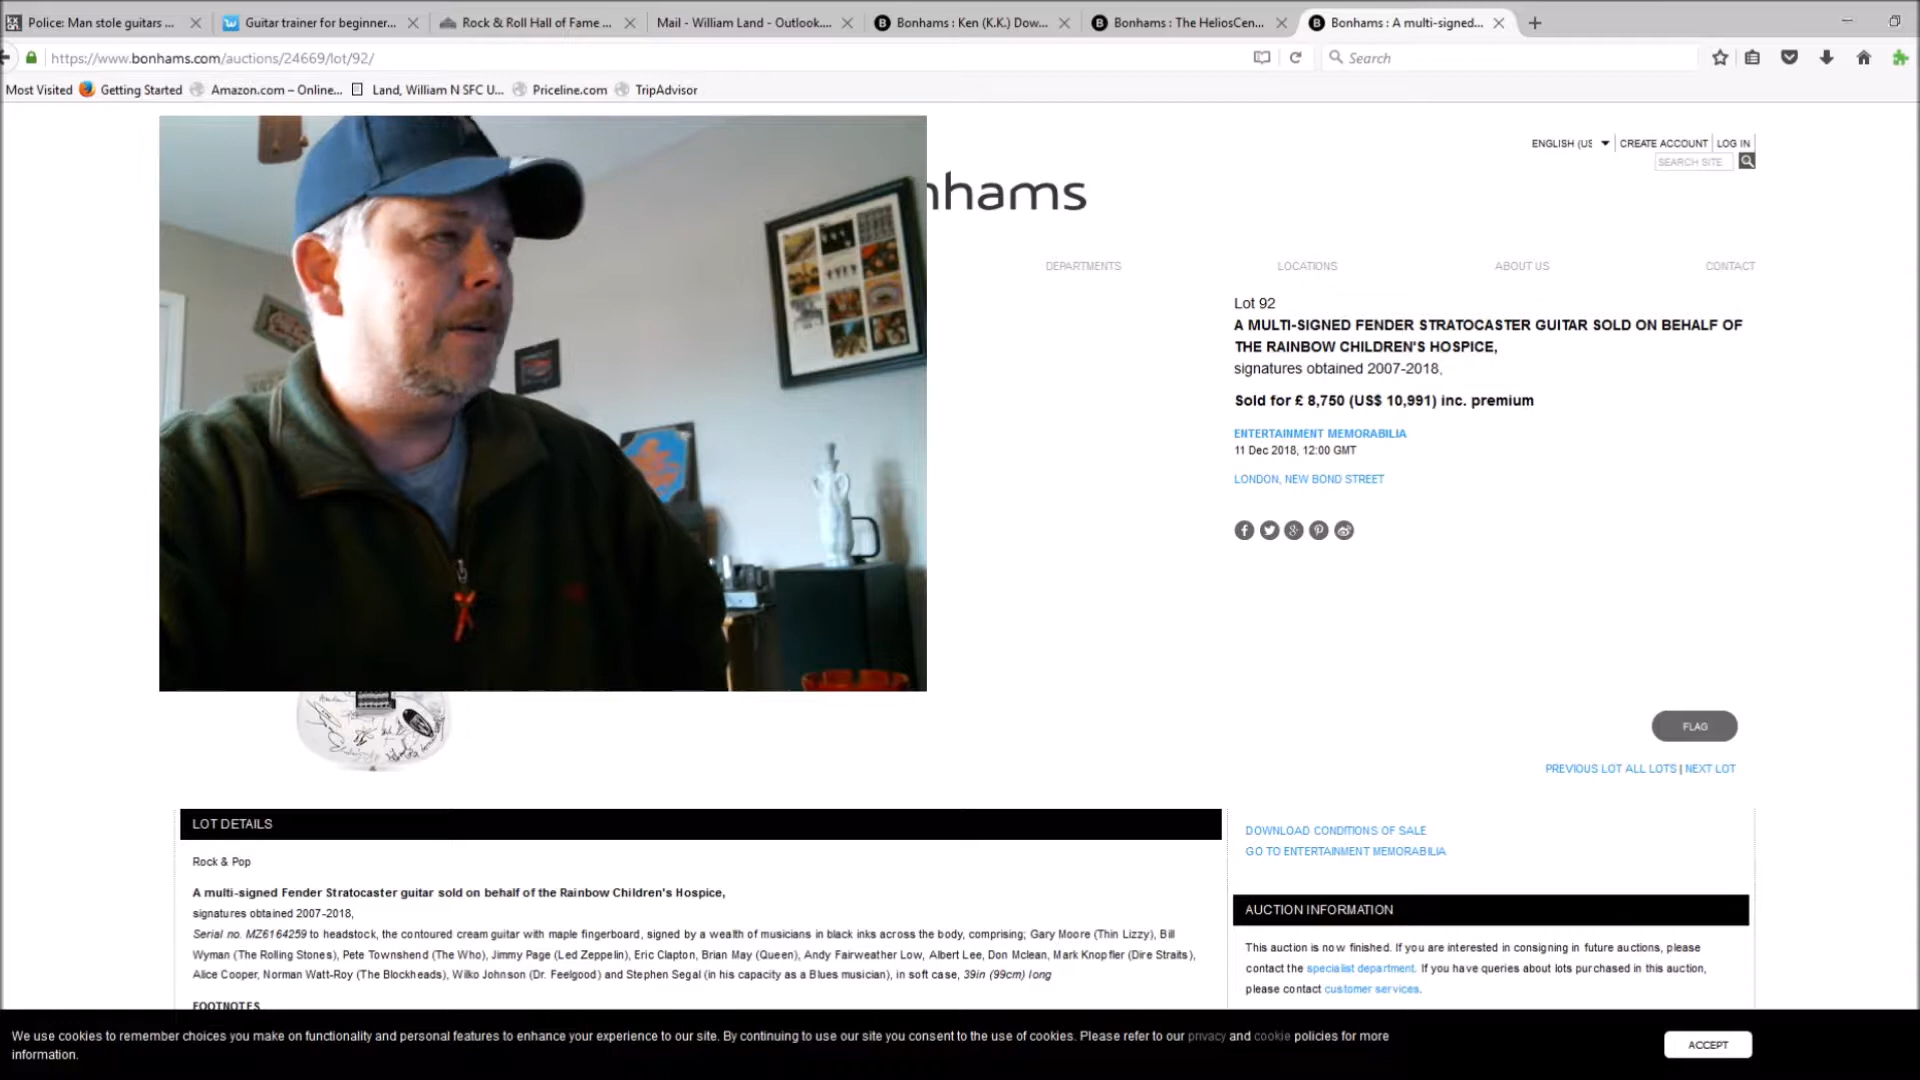 Police: Man stole guitars ...
Guitar trainer for beginner...
Rock & Roll Hall of Fame ...
Mail - William Land - Outlook....
Bonhams : Ken (K.K.) Dow...
Bonhams : The HeliosCen...
Bonhams : A multi-signed...
https://www.bonhams.com/auctions/24669/lot/92/
Search
Most Visited
Getting Started
Amazon.com – Online...
Land, William N SFC U...
Priceline.com
TripAdvisor
ENGLISH (US
CREATE ACCOUNT
LOG IN
SEARCH SITE
nhams
DEPARTMENTS
LOCATIONS
ABOUT US
CONTACT
Lot 92
A MULTI-SIGNED FENDER STRATOCASTER GUITAR SOLD ON BEHALF OF
THE RAINBOW CHILDREN'S HOSPICE,
signatures obtained 2007-2018,
Sold for £ 8,750 (US$ 10,991) inc. premium
ENTERTAINMENT MEMORABILIA
11 Dec 2018, 12:00 GMT
LONDON, NEW BOND STREET
FLAG
PREVIOUS LOT ALL LOTS | NEXT LOT
LOT DETAILS
Rock & Pop
A multi-signed Fender Stratocaster guitar sold on behalf of the Rainbow Children's Hospice,
signatures obtained 2007-2018,
Serial no. MZ6164259 to headstock, the contoured cream guitar with maple fingerboard, signed by a wealth of musicians in black inks across the body, comprising; Gary Moore (Thin Lizzy), Bill
Wyman (The Rolling Stones), Pete Townshend (The Who), Jimmy Page (Led Zeppelin), Eric Clapton, Brian May (Queen), Andy Fairweather Low, Albert Lee, Don Mclean, Mark Knopfler (Dire Straits),
Alice Cooper, Norman Watt-Roy (The Blockheads), Wilko Johnson (Dr. Feelgood) and Stephen Segal (in his capacity as a Blues musician), in soft case, 39in (99cm) long
FOOTNOTES
DOWNLOAD CONDITIONS OF SALE
GO TO ENTERTAINMENT MEMORABILIA
AUCTION INFORMATION
This auction is now finished. If you are interested in consigning in future auctions, please
contact the specialist department. If you have queries about lots purchased in this auction,
please contact customer services.
We use cookies to remember choices you make on functionality and personal features to enhance your experience to our site. By continuing to use our site you consent to the use of cookies. Please refer to our privacy and cookie policies for more
information.
ACCEPT